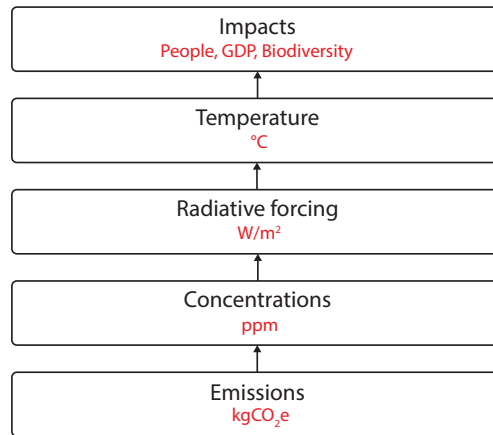 Impacts
People, GDP, Biodiversity
Temperature
°C
Radiative forcing
W/m²
Concentrations
ppm
Emissions
kgCO₂e